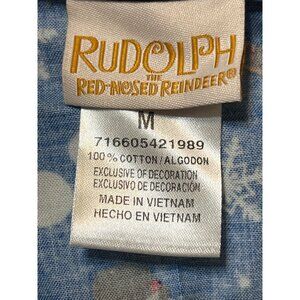 RUDOLPH
THE
RED-NOSED REINDEER®
M
716605421989
100% COTTON/ALGODON
EXCLUSIVE OF DECORATION
EXCLUSIVO DE DECORACIÓN
MADE IN VIETNAM
HECHO EN VIETNAM